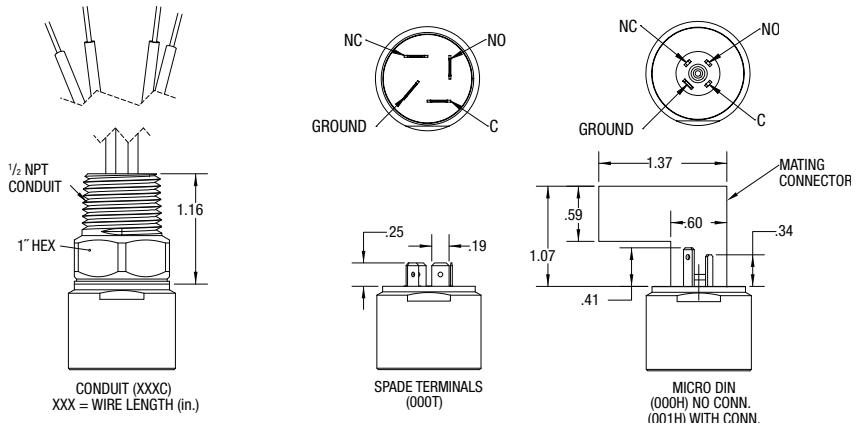 NC
NO
GROUND
C
NC
NO
GROUND
C
½ NPT
CONDUIT
1.16
1˝ HEX
.25
.19
1.37
MATING
CONNECTOR
.59
.60
1.07
.34
.41
CONDUIT (XXXC)
XXX = WIRE LENGTH (in.)
SPADE TERMINALS
(000T)
MICRO DIN
(000H) NO CONN.
(001H) WITH CONN.